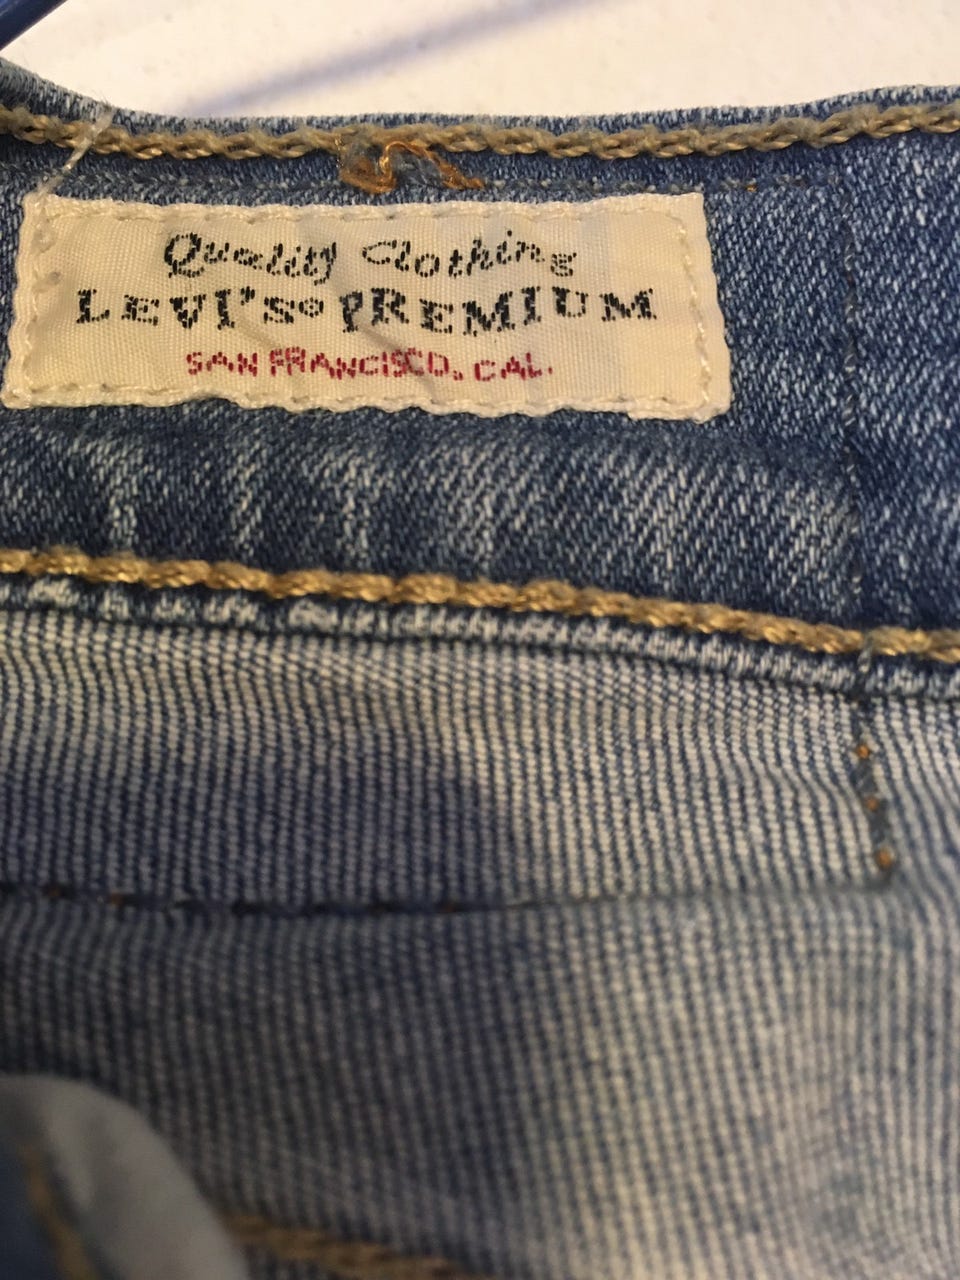 Quality Clothing
LEVI'S® PREMIUM
SAN FRANCISCO, CAL.